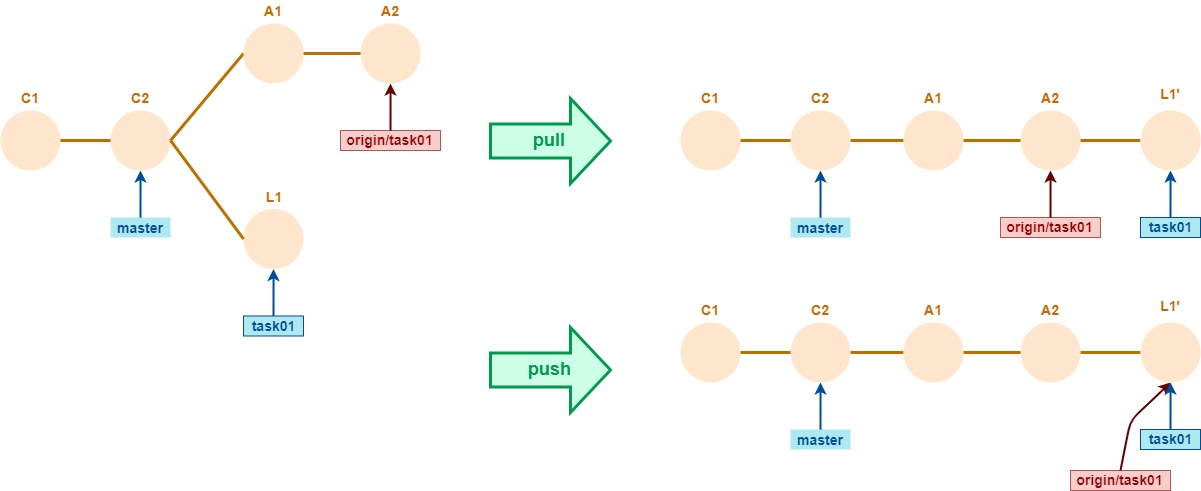 A1 A2
C1 C2
origin/task01
master
L1
task01
pull
C1 C2 A1 A2 L1'
master origin/task01 task01
push
C1 C2 A1 A2 L1'
master task01
origin/task01